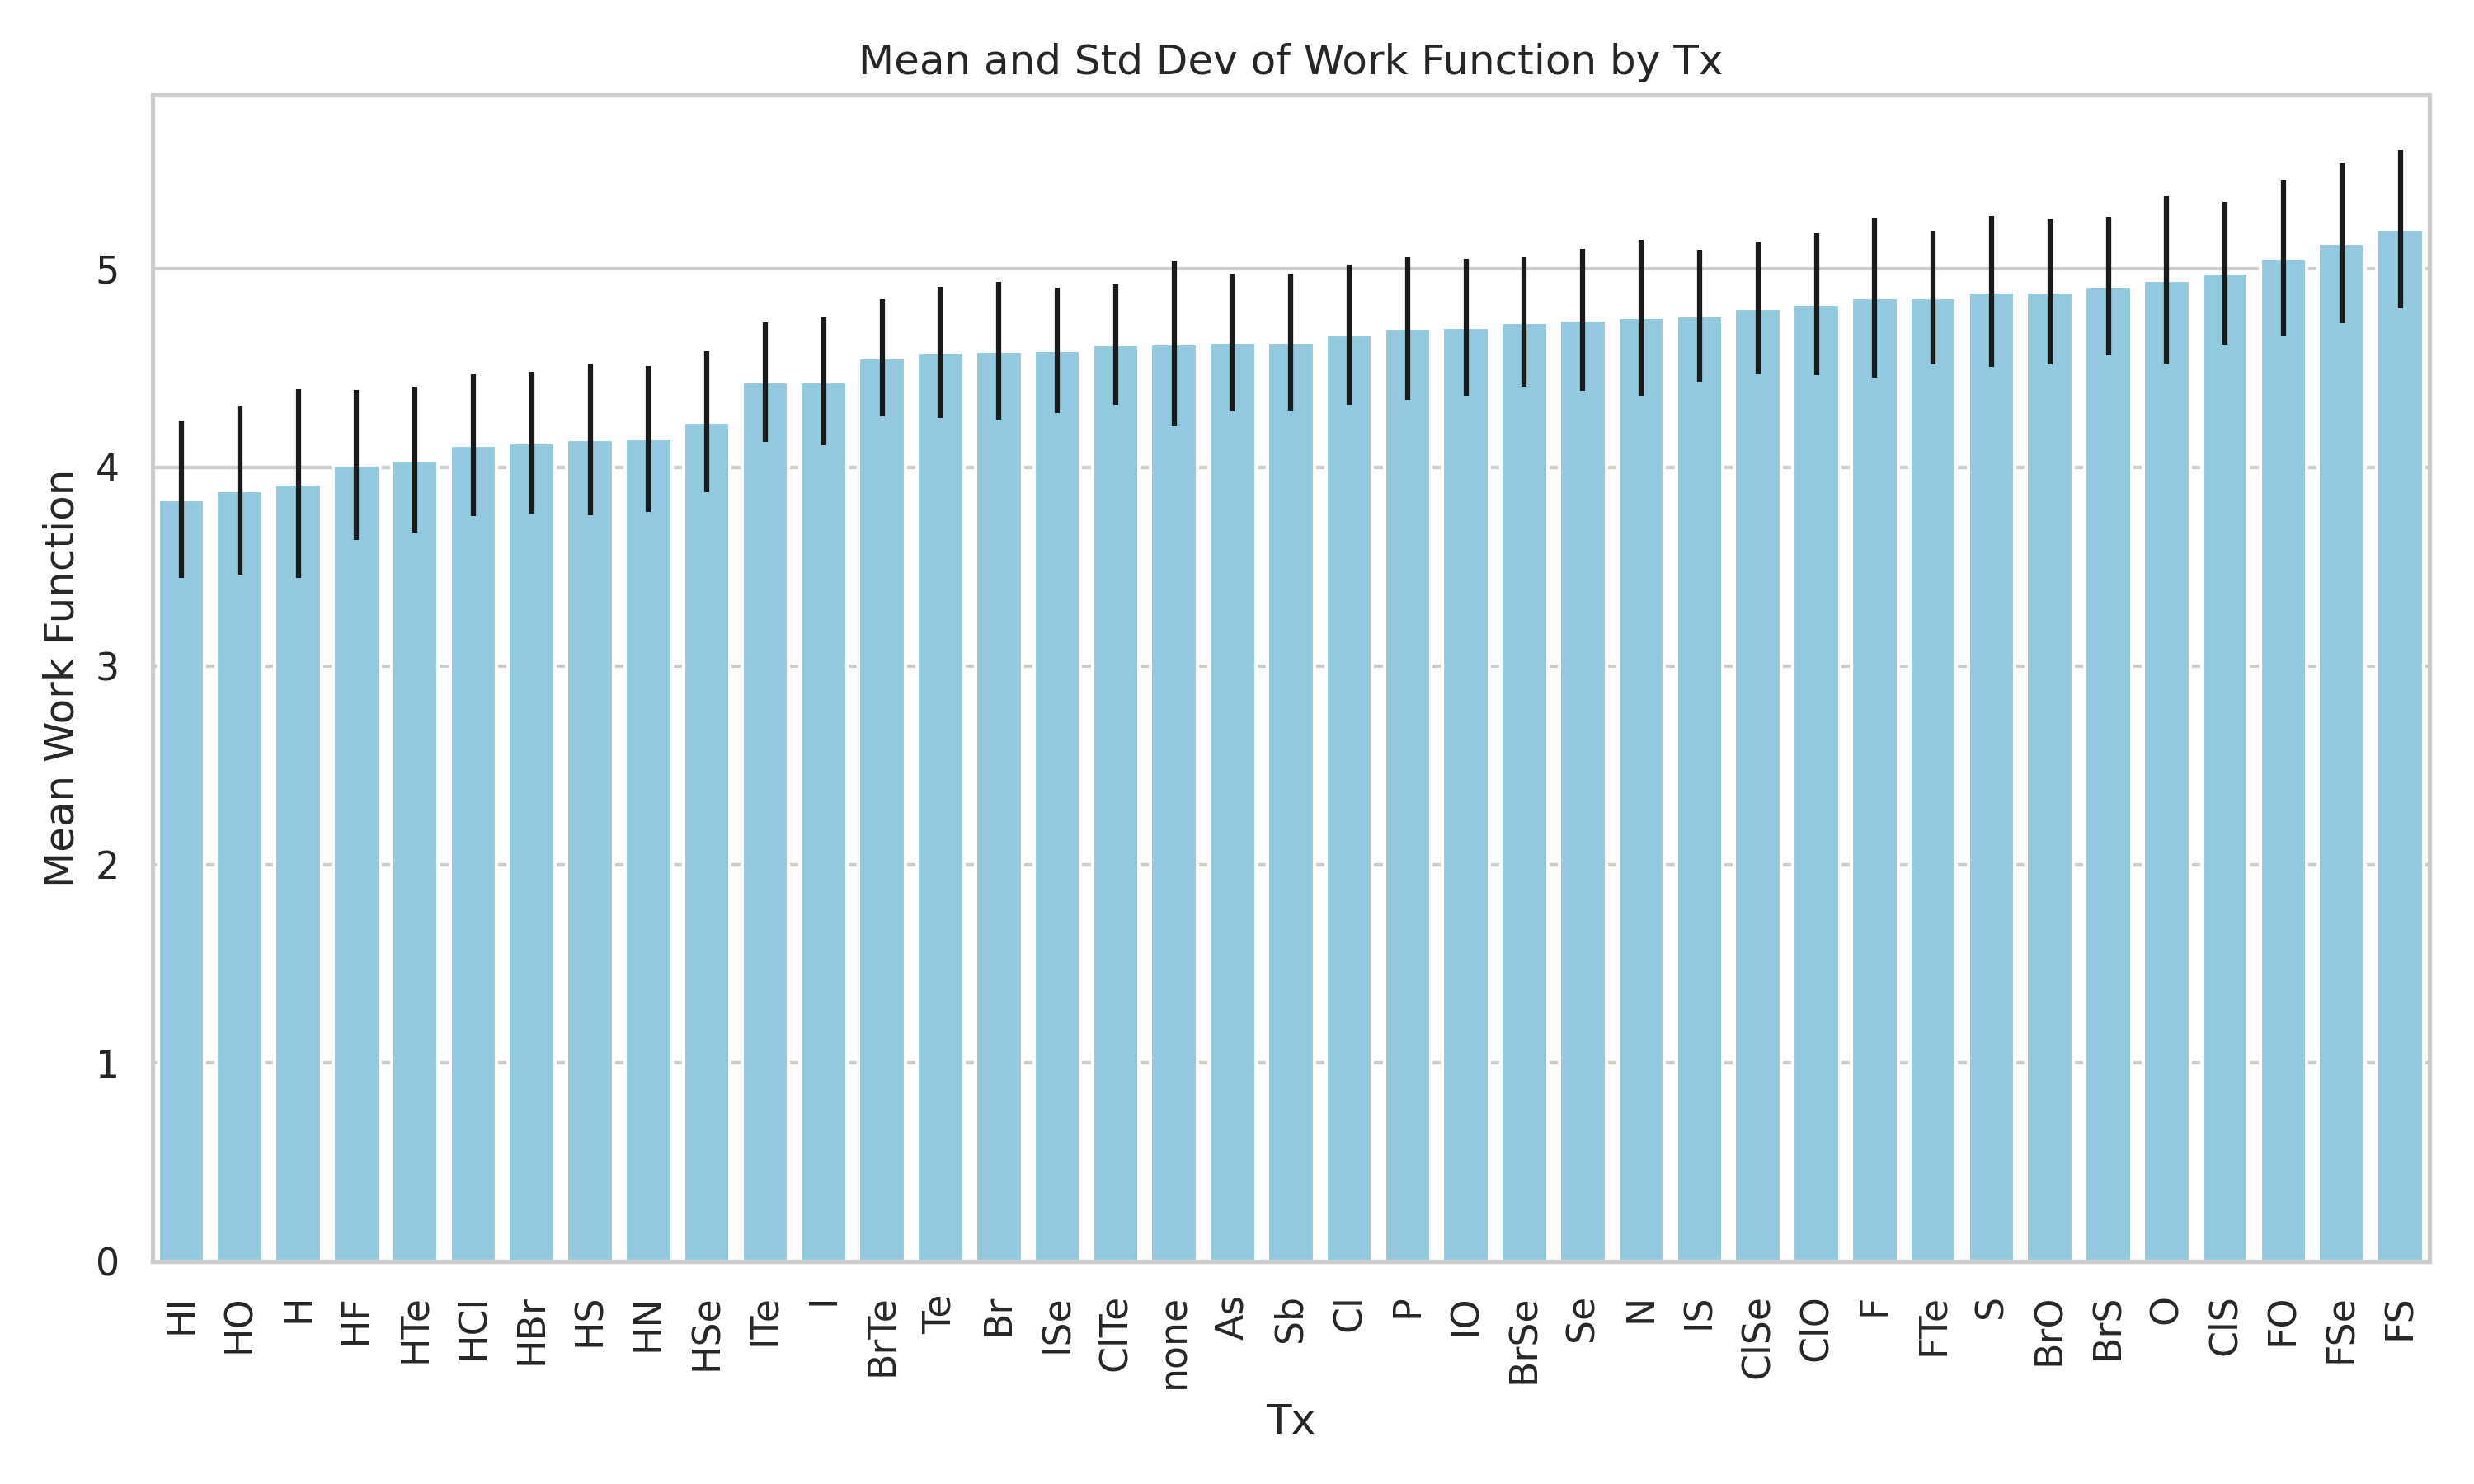 Mean and Std Dev of Work Function by Tx
Mean Work Function
5
4
3
2
1
0
HI
HO
H
HF
HTe
HCl
HBr
HS
HN
HSe
ITe
I
BrTe
Te
Br
ISe
ClTe
none
As
Sb
Cl
P
IO
BrSe
Se
N
IS
ClSe
ClO
F
FTe
S
BrO
BrS
O
ClS
FO
FSe
FS
Tx